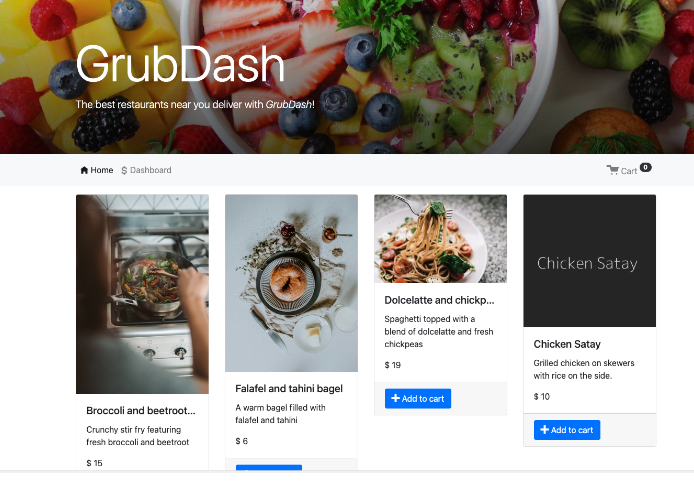 GrubDash
The best restaurants near you deliver with GrubDash!
Home
$ Dashboard
Cart 0
Broccoli and beetroot...
Crunchy stir fry featuring
fresh broccoli and beetroot
$ 15
Falafel and tahini bagel
A warm bagel filled with
falafel and tahini
$ 6
Dolcelatte and chickp...
Spaghetti topped with a
blend of dolcelatte and fresh
chickpeas
$ 19
Add to cart
Chicken Satay
Chicken Satay
Grilled chicken on skewers
with rice on the side.
$ 10
Add to cart